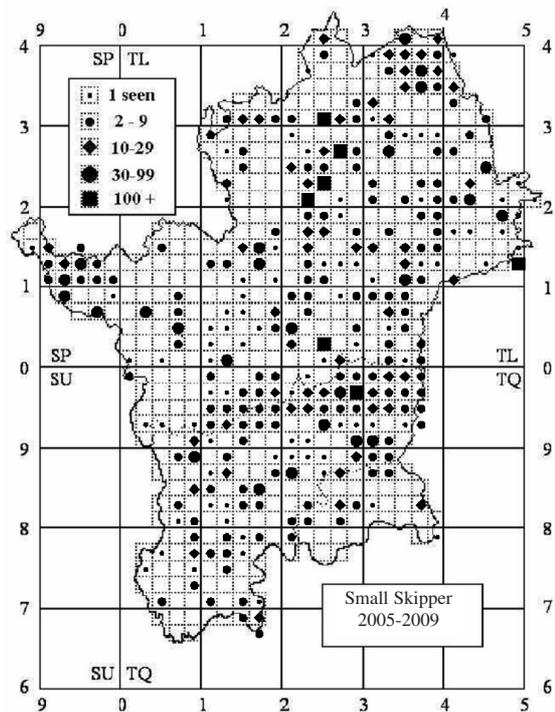 9 0 1 2 3 4 5
4 SP TL 4
1 seen
2 - 9
10-29
30-99
100 +
3 3
2 2
1 1
SP TL
0 0
SU TQ
9 9
8 8
7 7
Small Skipper
2005-2009
SU TQ
6 6
9 0 1 2 3 4 5